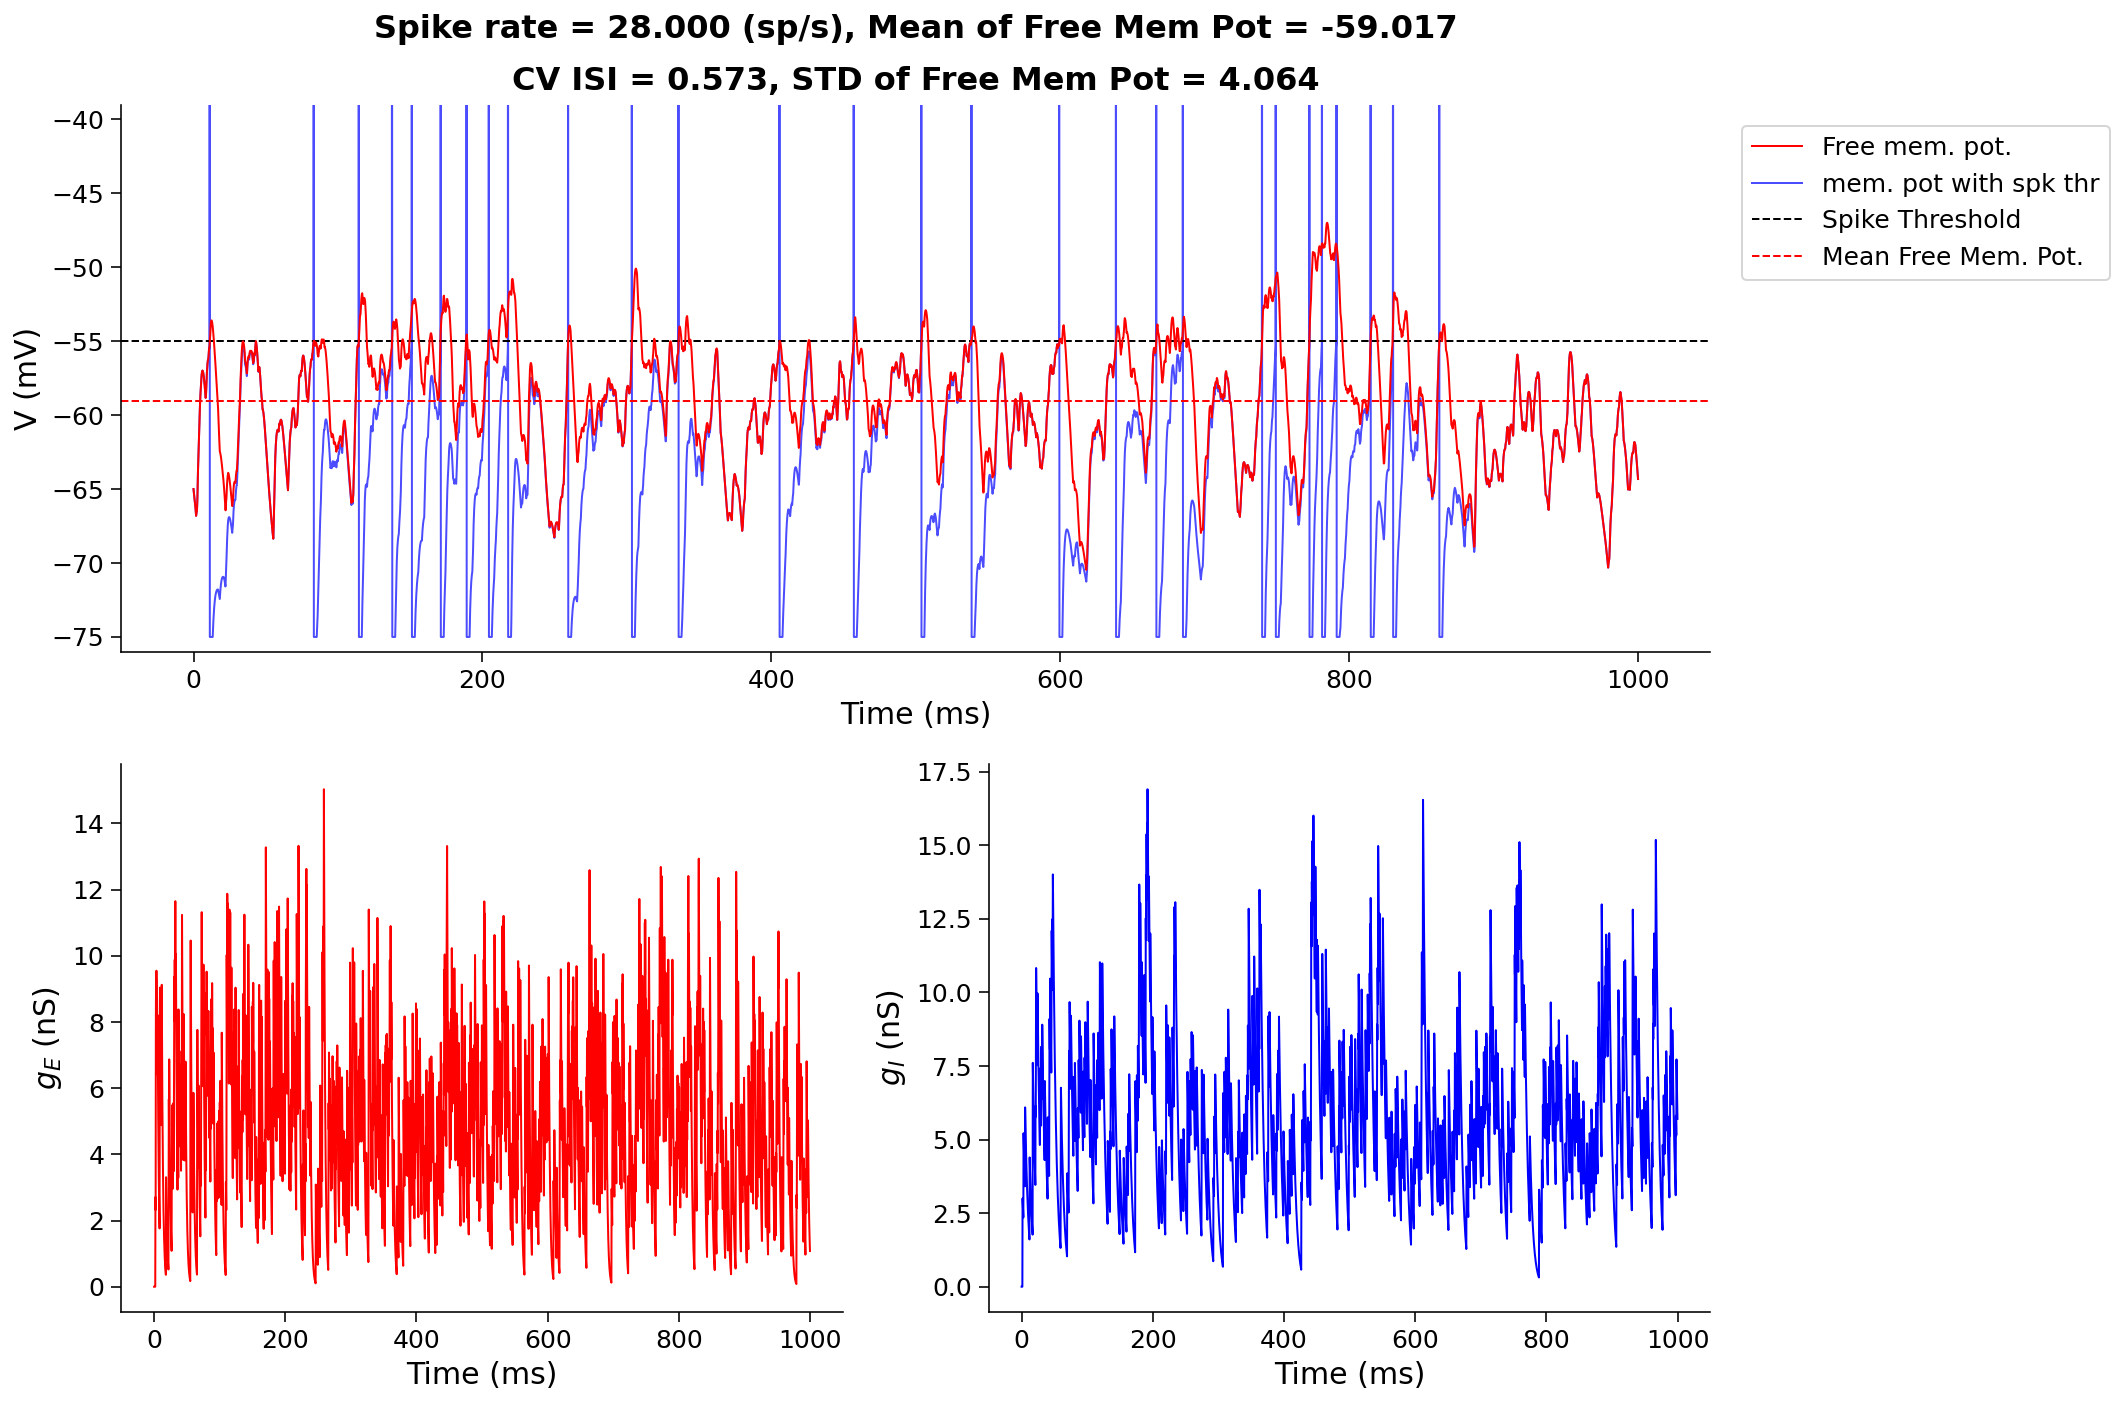 Spike rate = 28.000 (sp/s), Mean of Free Mem Pot = -59.017
CV ISI = 0.573, STD of Free Mem Pot = 4.064
−40
−45
−50
−55
−60
−65
−70
−75
V (mV)
0 200 400 600 800 1000
Time (ms)
Free mem. pot.
mem. pot with spk thr
Spike Threshold
Mean Free Mem. Pot.
14
12
10
8
6
4
2
0
g_E (nS)
0 200 400 600 800 1000
Time (ms)
17.5
15.0
12.5
10.0
7.5
5.0
2.5
0.0
g_I (nS)
0 200 400 600 800 1000
Time (ms)